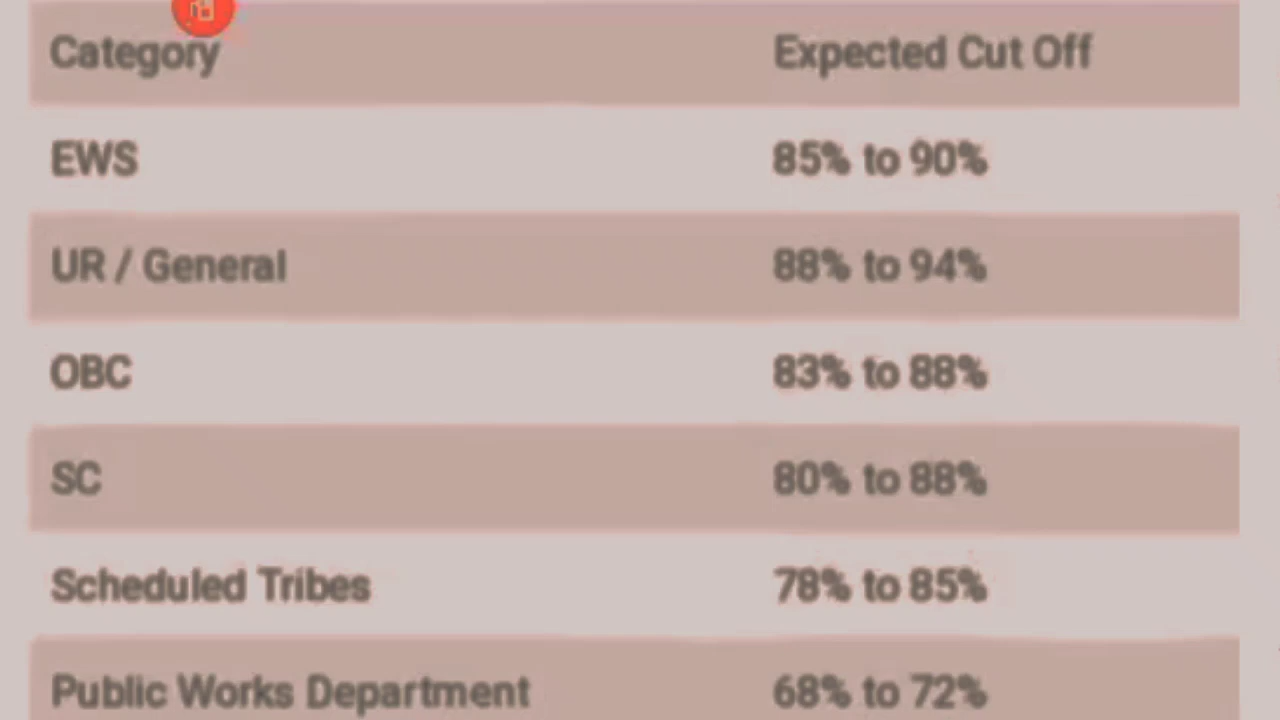 Category Expected Cut Off
EWS 85% to 90%
UR / General 88% to 94%
OBC 83% to 88%
SC 80% to 88%
Scheduled Tribes 78% to 85%
Public Works Department 68% to 72%